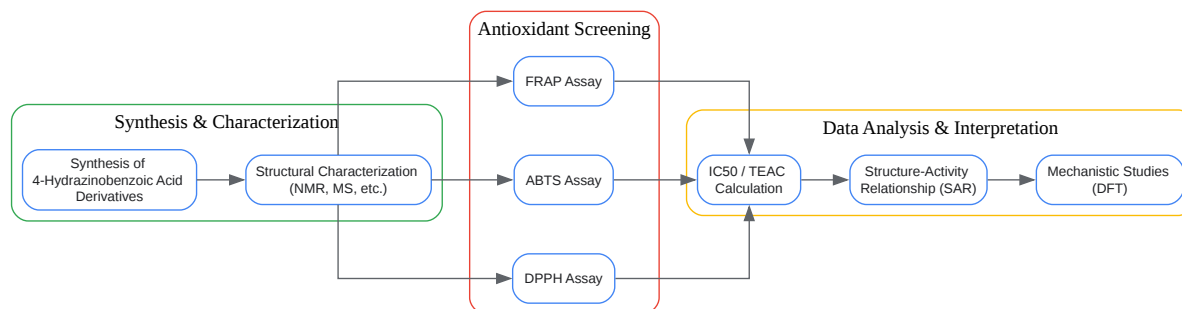 Antioxidant Screening
FRAP Assay
Synthesis & Characterization
Data Analysis & Interpretation
Synthesis of
4-Hydrazinobenzoic Acid
Derivatives
Structural Characterization
(NMR, MS, etc.)
ABTS Assay
IC50 / TEAC
Calculation
Structure-Activity
Relationship (SAR)
Mechanistic Studies
(DFT)
DPPH Assay